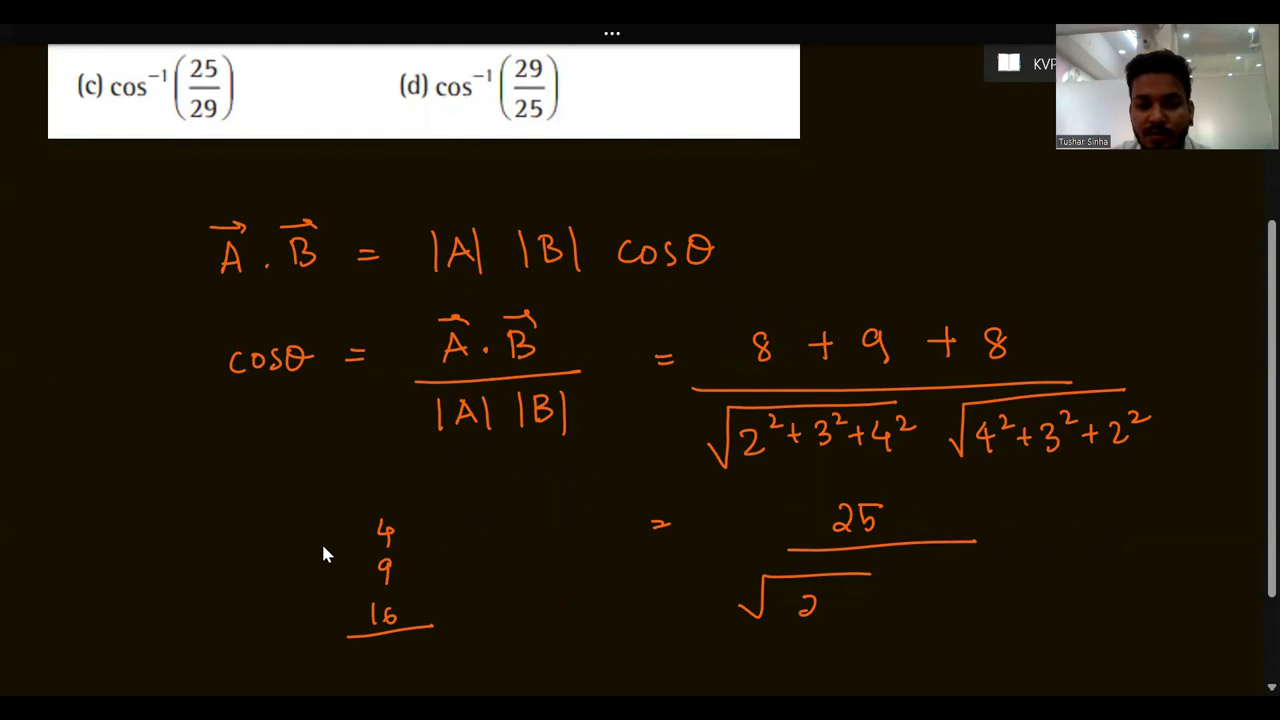 ...
KVP
(c) cos⁻¹ (25/29) (d) cos⁻¹ (29/25)
Tushar Sinha
A⃗ . B⃗ = |A| |B| cosθ
cosθ = A⃗ . B⃗ / |A| |B| = 8 + 9 + 8 / √2²+3²+4² √4²+3²+2²
= 25 / √2
4
9
16